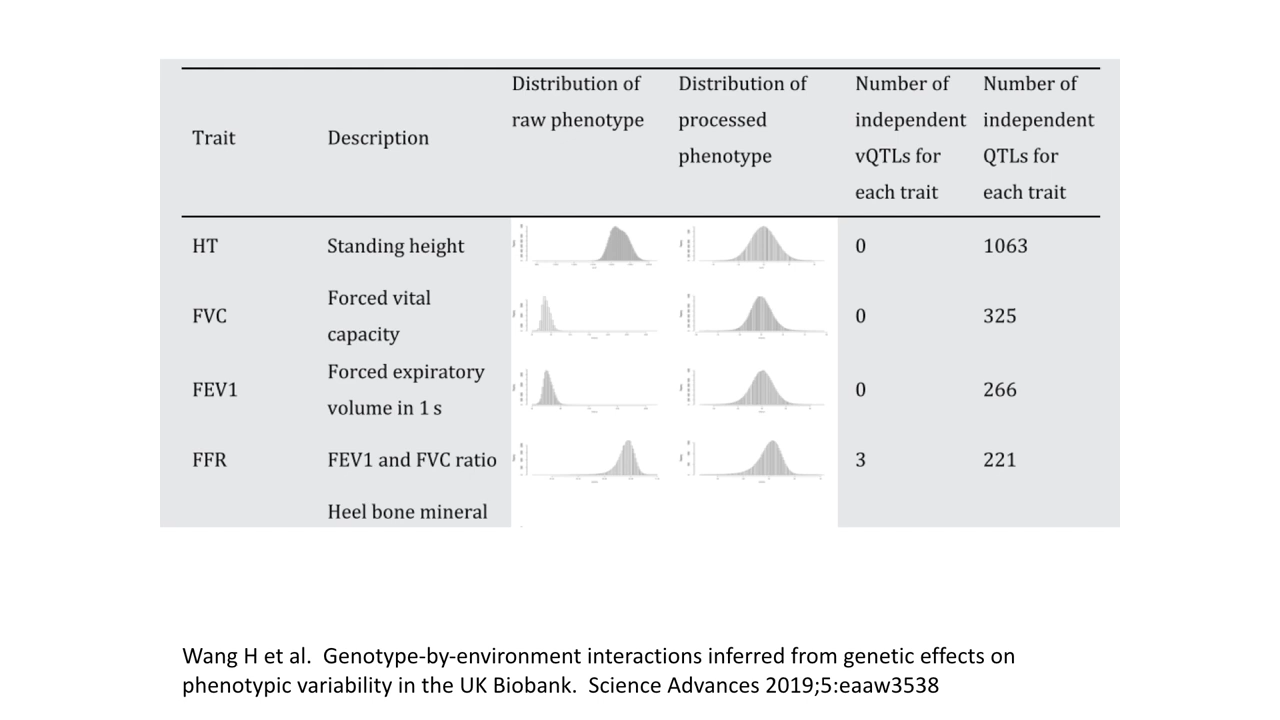 Trait
Description
Distribution of
raw phenotype
Distribution of
processed
phenotype
Number of
independent
vQTLs for
each trait
Number of
independent
QTLs for
each trait
HT
Standing height
0
1063
FVC
Forced vital
capacity
0
325
FEV1
Forced expiratory
volume in 1 s
0
266
FFR
FEV1 and FVC ratio
3
221
Heel bone mineral
Wang H et al.  Genotype-by-environment interactions inferred from genetic effects on
phenotypic variability in the UK Biobank.  Science Advances 2019;5:eaaw3538